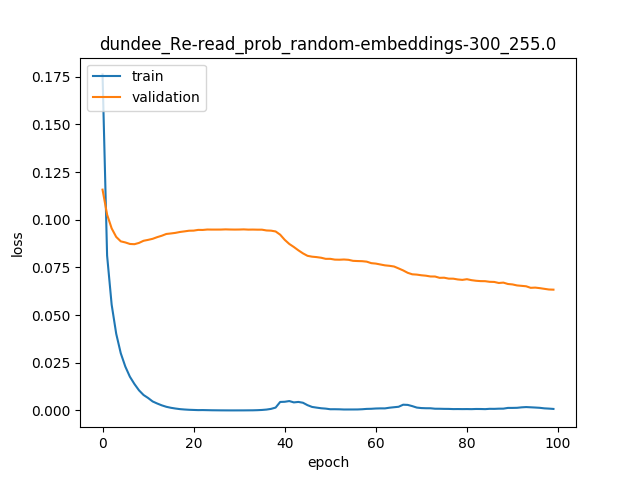 dundee_Re-read_prob_random-embeddings-300_255.0
train
validation
loss
0.175
0.150
0.125
0.100
0.075
0.050
0.025
0.000
0 20 40 60 80 100
epoch